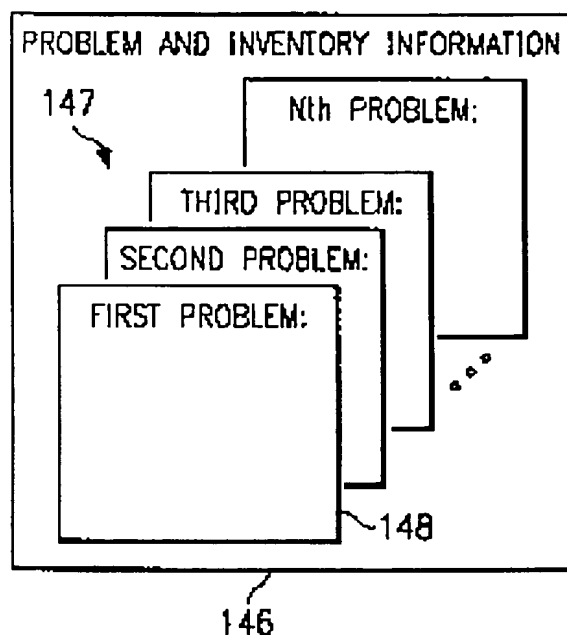 PROBLEM AND INVENTORY INFORMATION
147
Nth PROBLEM:
THIRD PROBLEM:
SECOND PROBLEM:
FIRST PROBLEM:
148
146